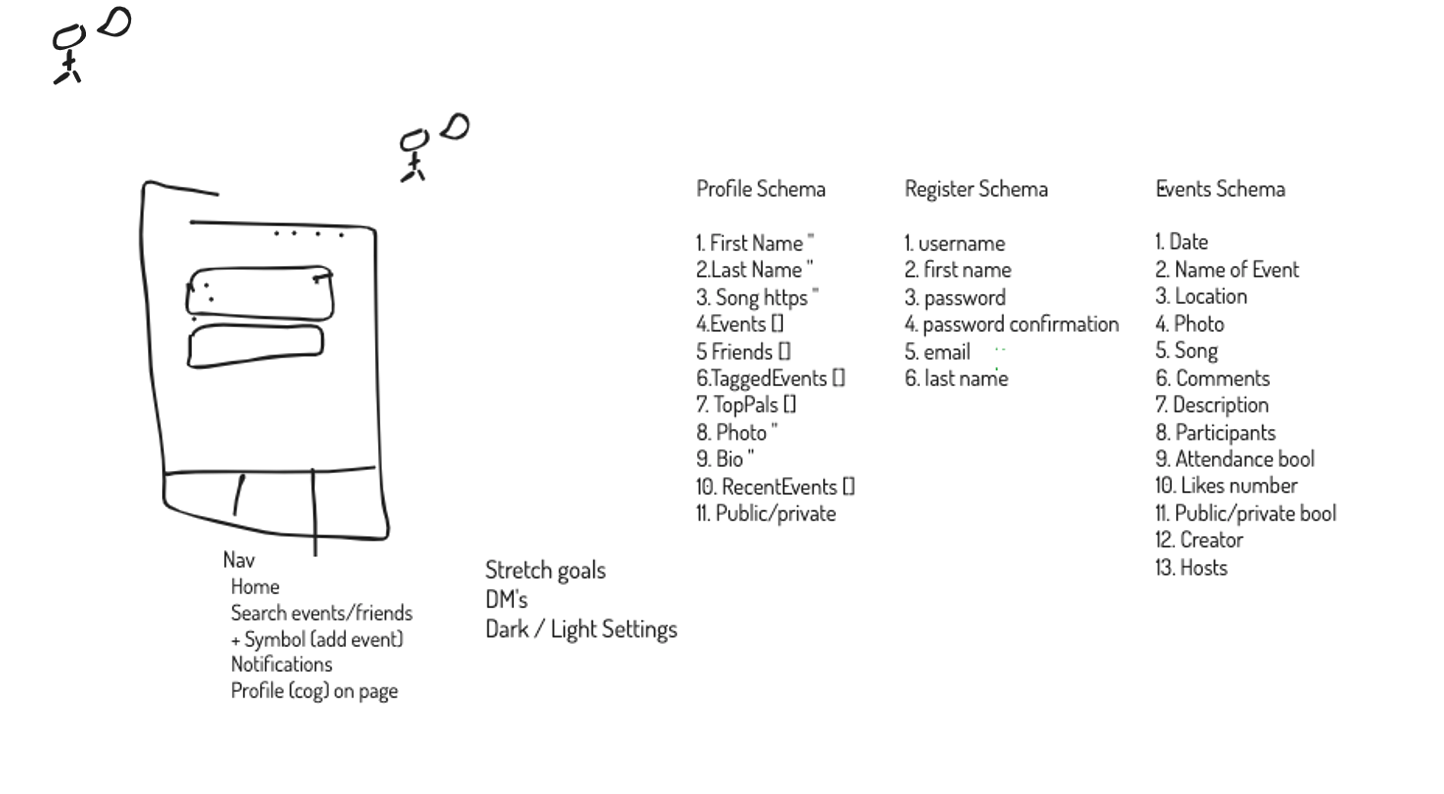 Profile Schema
1. First Name "
2.Last Name "
3. Song https "
4.Events []
5 Friends []
6.TaggedEvents []
7. TopPals []
8. Photo "
9. Bio "
10. RecentEvents []
11. Public/private
Register Schema
1. username
2. first name
3. password
4. password confirmation
5. email
6. last name
Events Schema
1. Date
2. Name of Event
3. Location
4. Photo
5. Song
6. Comments
7. Description
8. Participants
9. Attendance bool
10. Likes number
11. Public/private bool
12. Creator
13. Hosts
Nav
Home
Search events/friends
+ Symbol (add event)
Notifications
Profile (cog) on page
Stretch goals
DM's
Dark / Light Settings